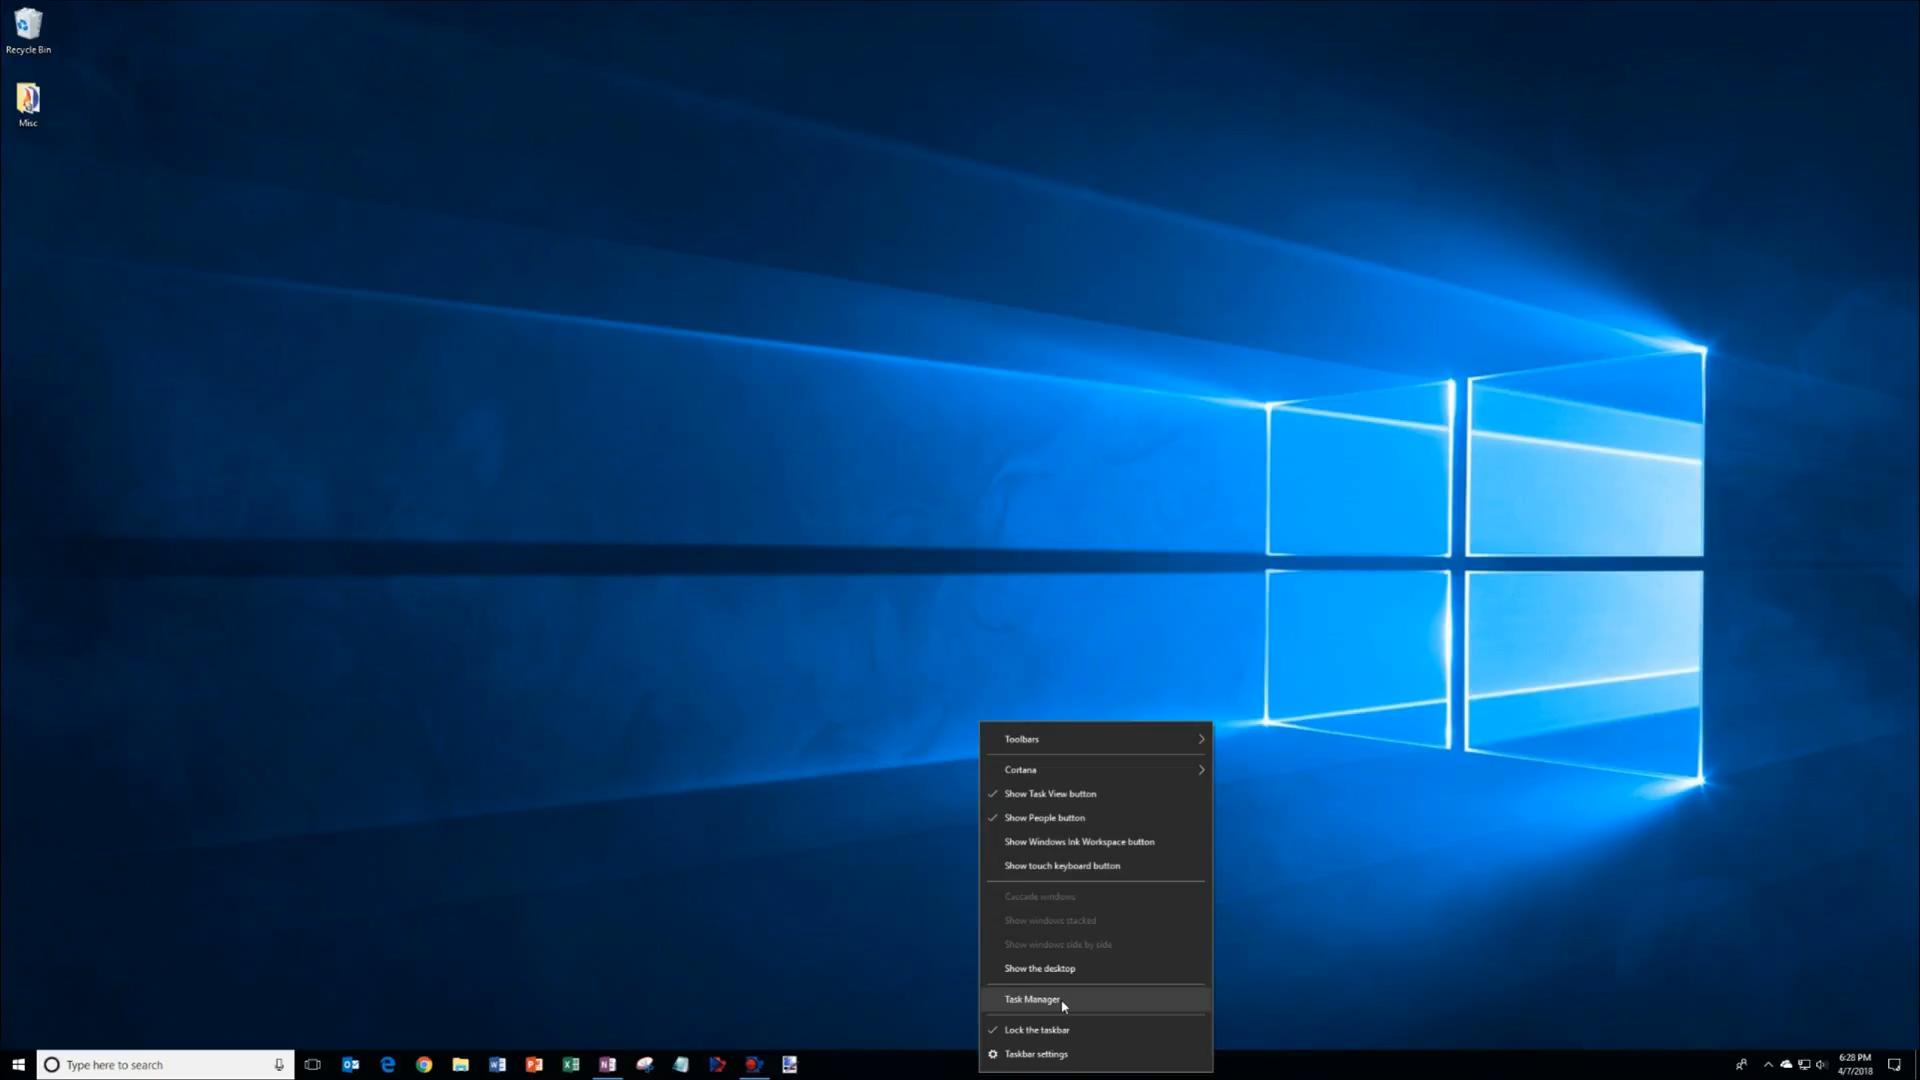 Recycle Bin
Misc
Toolbars
Cortana
Show Task View button
Show People button
Show Windows Ink Workspace button
Show touch keyboard button
Cascade windows
Show windows stacked
Show windows side by side
Show the desktop
Task Manager
Lock the taskbar
Taskbar settings
Type here to search
6:28 PM
4/7/2018